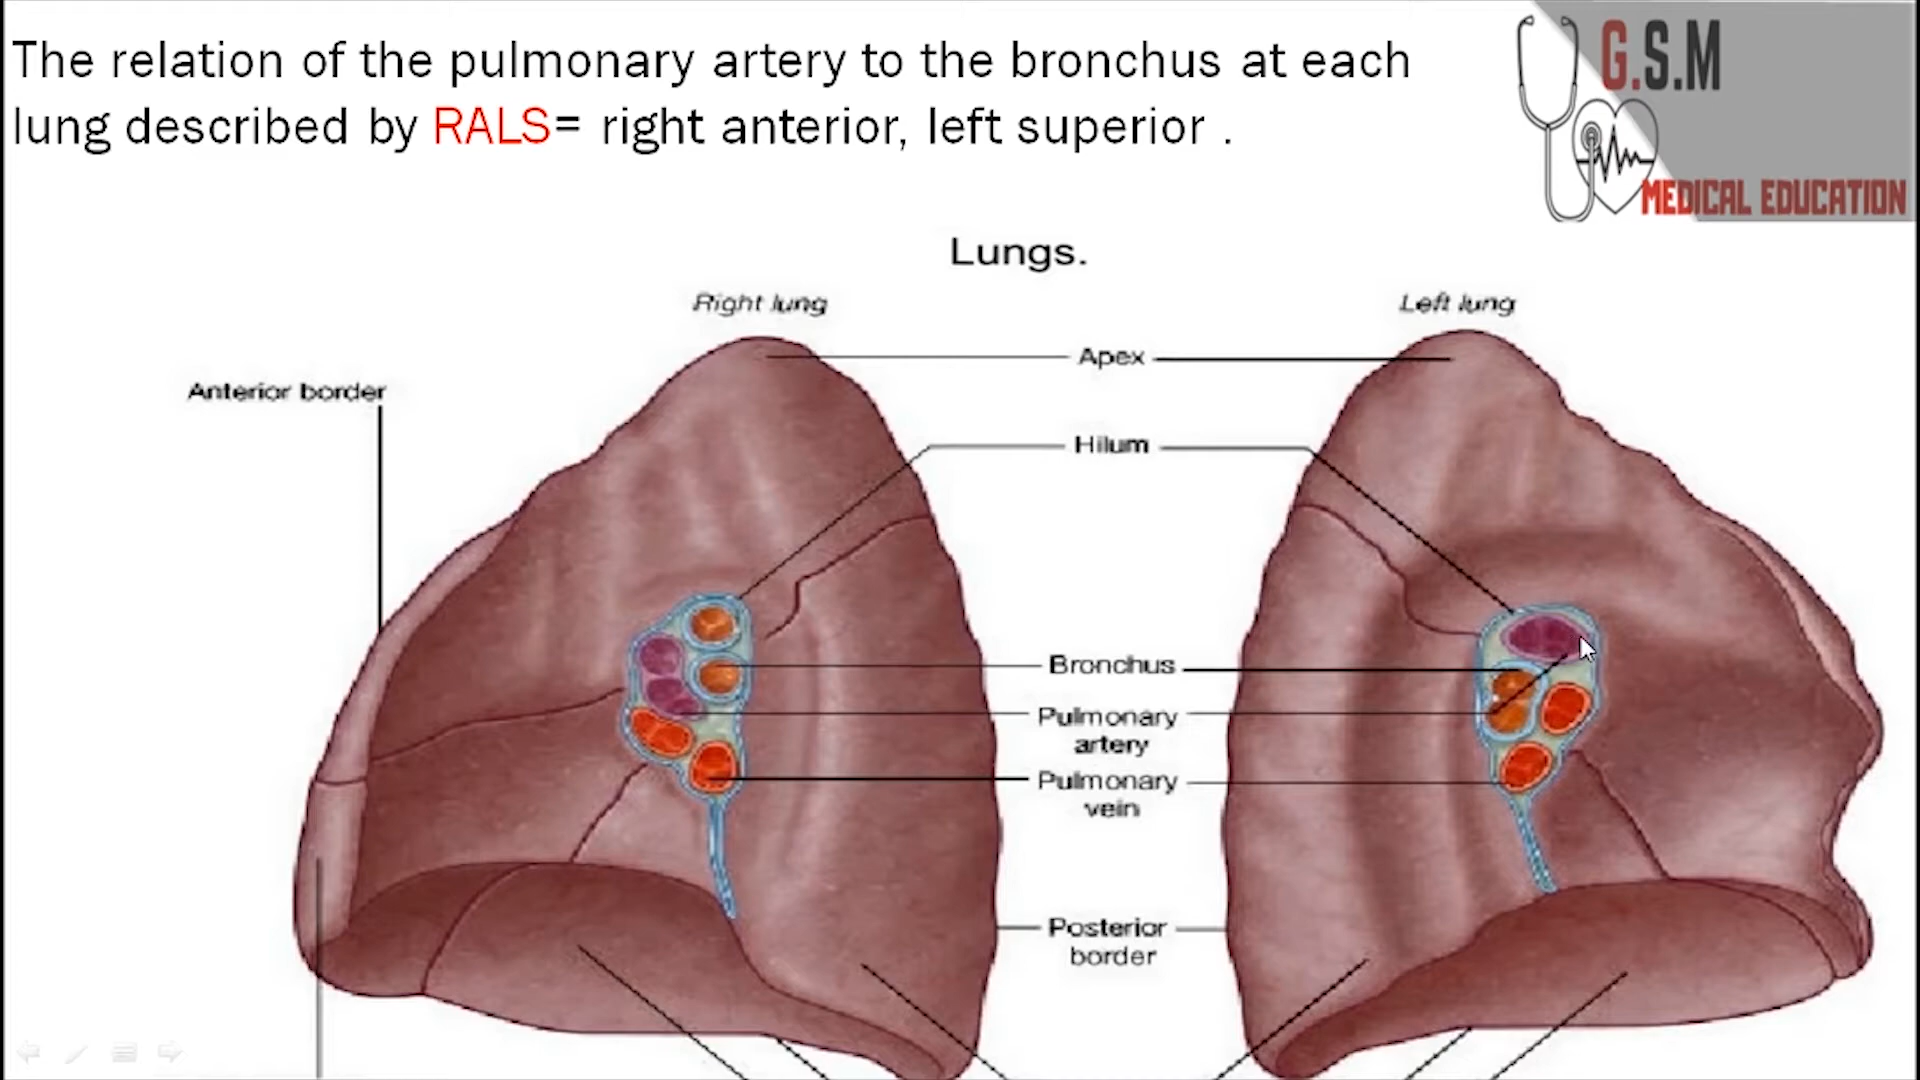 The relation of the pulmonary artery to the bronchus at each
lung described by RALS= right anterior, left superior .
G.S.M
MEDICAL EDUCATION
Lungs.
Right lung
Left lung
Apex
Anterior border
Hilum
Bronchus
Pulmonary
artery
Pulmonary
vein
Posterior
border